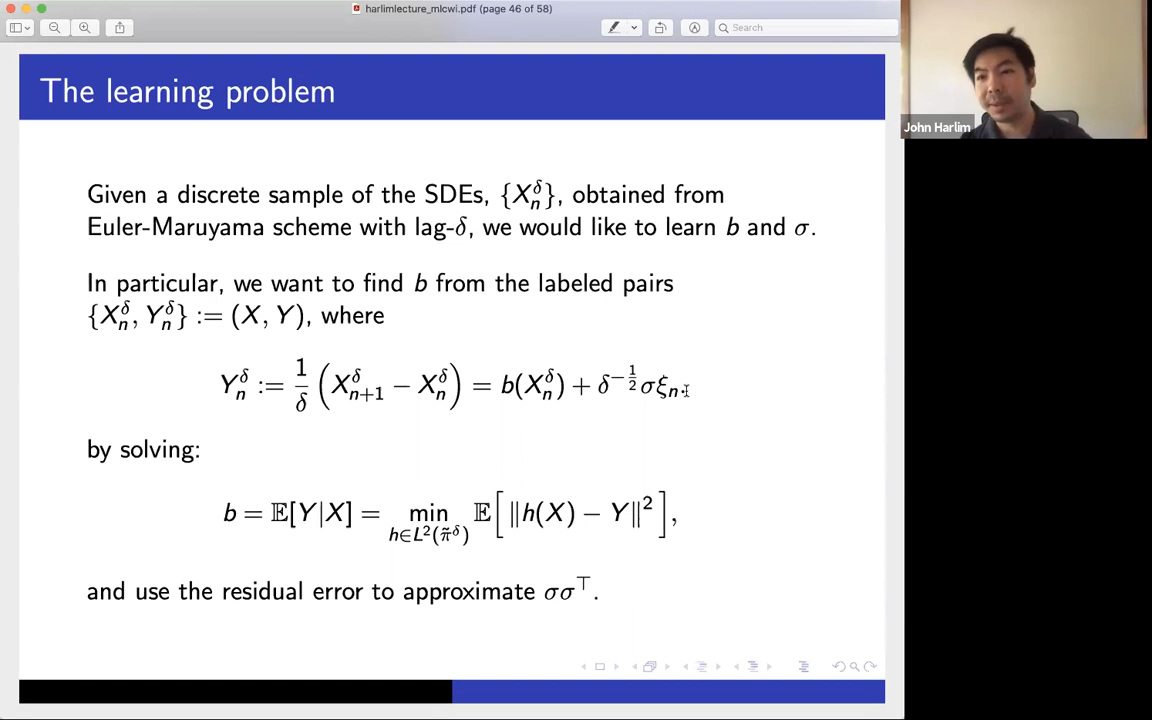 harlimlecture_mlcwi.pdf (page 46 of 58)
Search
The learning problem
John Harlim
Given a discrete sample of the SDEs, {X_n^δ}, obtained from
Euler-Maruyama scheme with lag-δ, we would like to learn b and σ.
In particular, we want to find b from the labeled pairs
{X_n^δ, Y_n^δ} := (X, Y), where
Y_n^δ := 1/δ (X_{n+1}^δ − X_n^δ) = b(X_n^δ) + δ^{−1/2}σξ_n.
by solving:
b = 𝔼[Y|X] = min_{h∈L²(π̃^δ)} 𝔼[‖h(X) − Y‖²],
and use the residual error to approximate σσ^⊤.